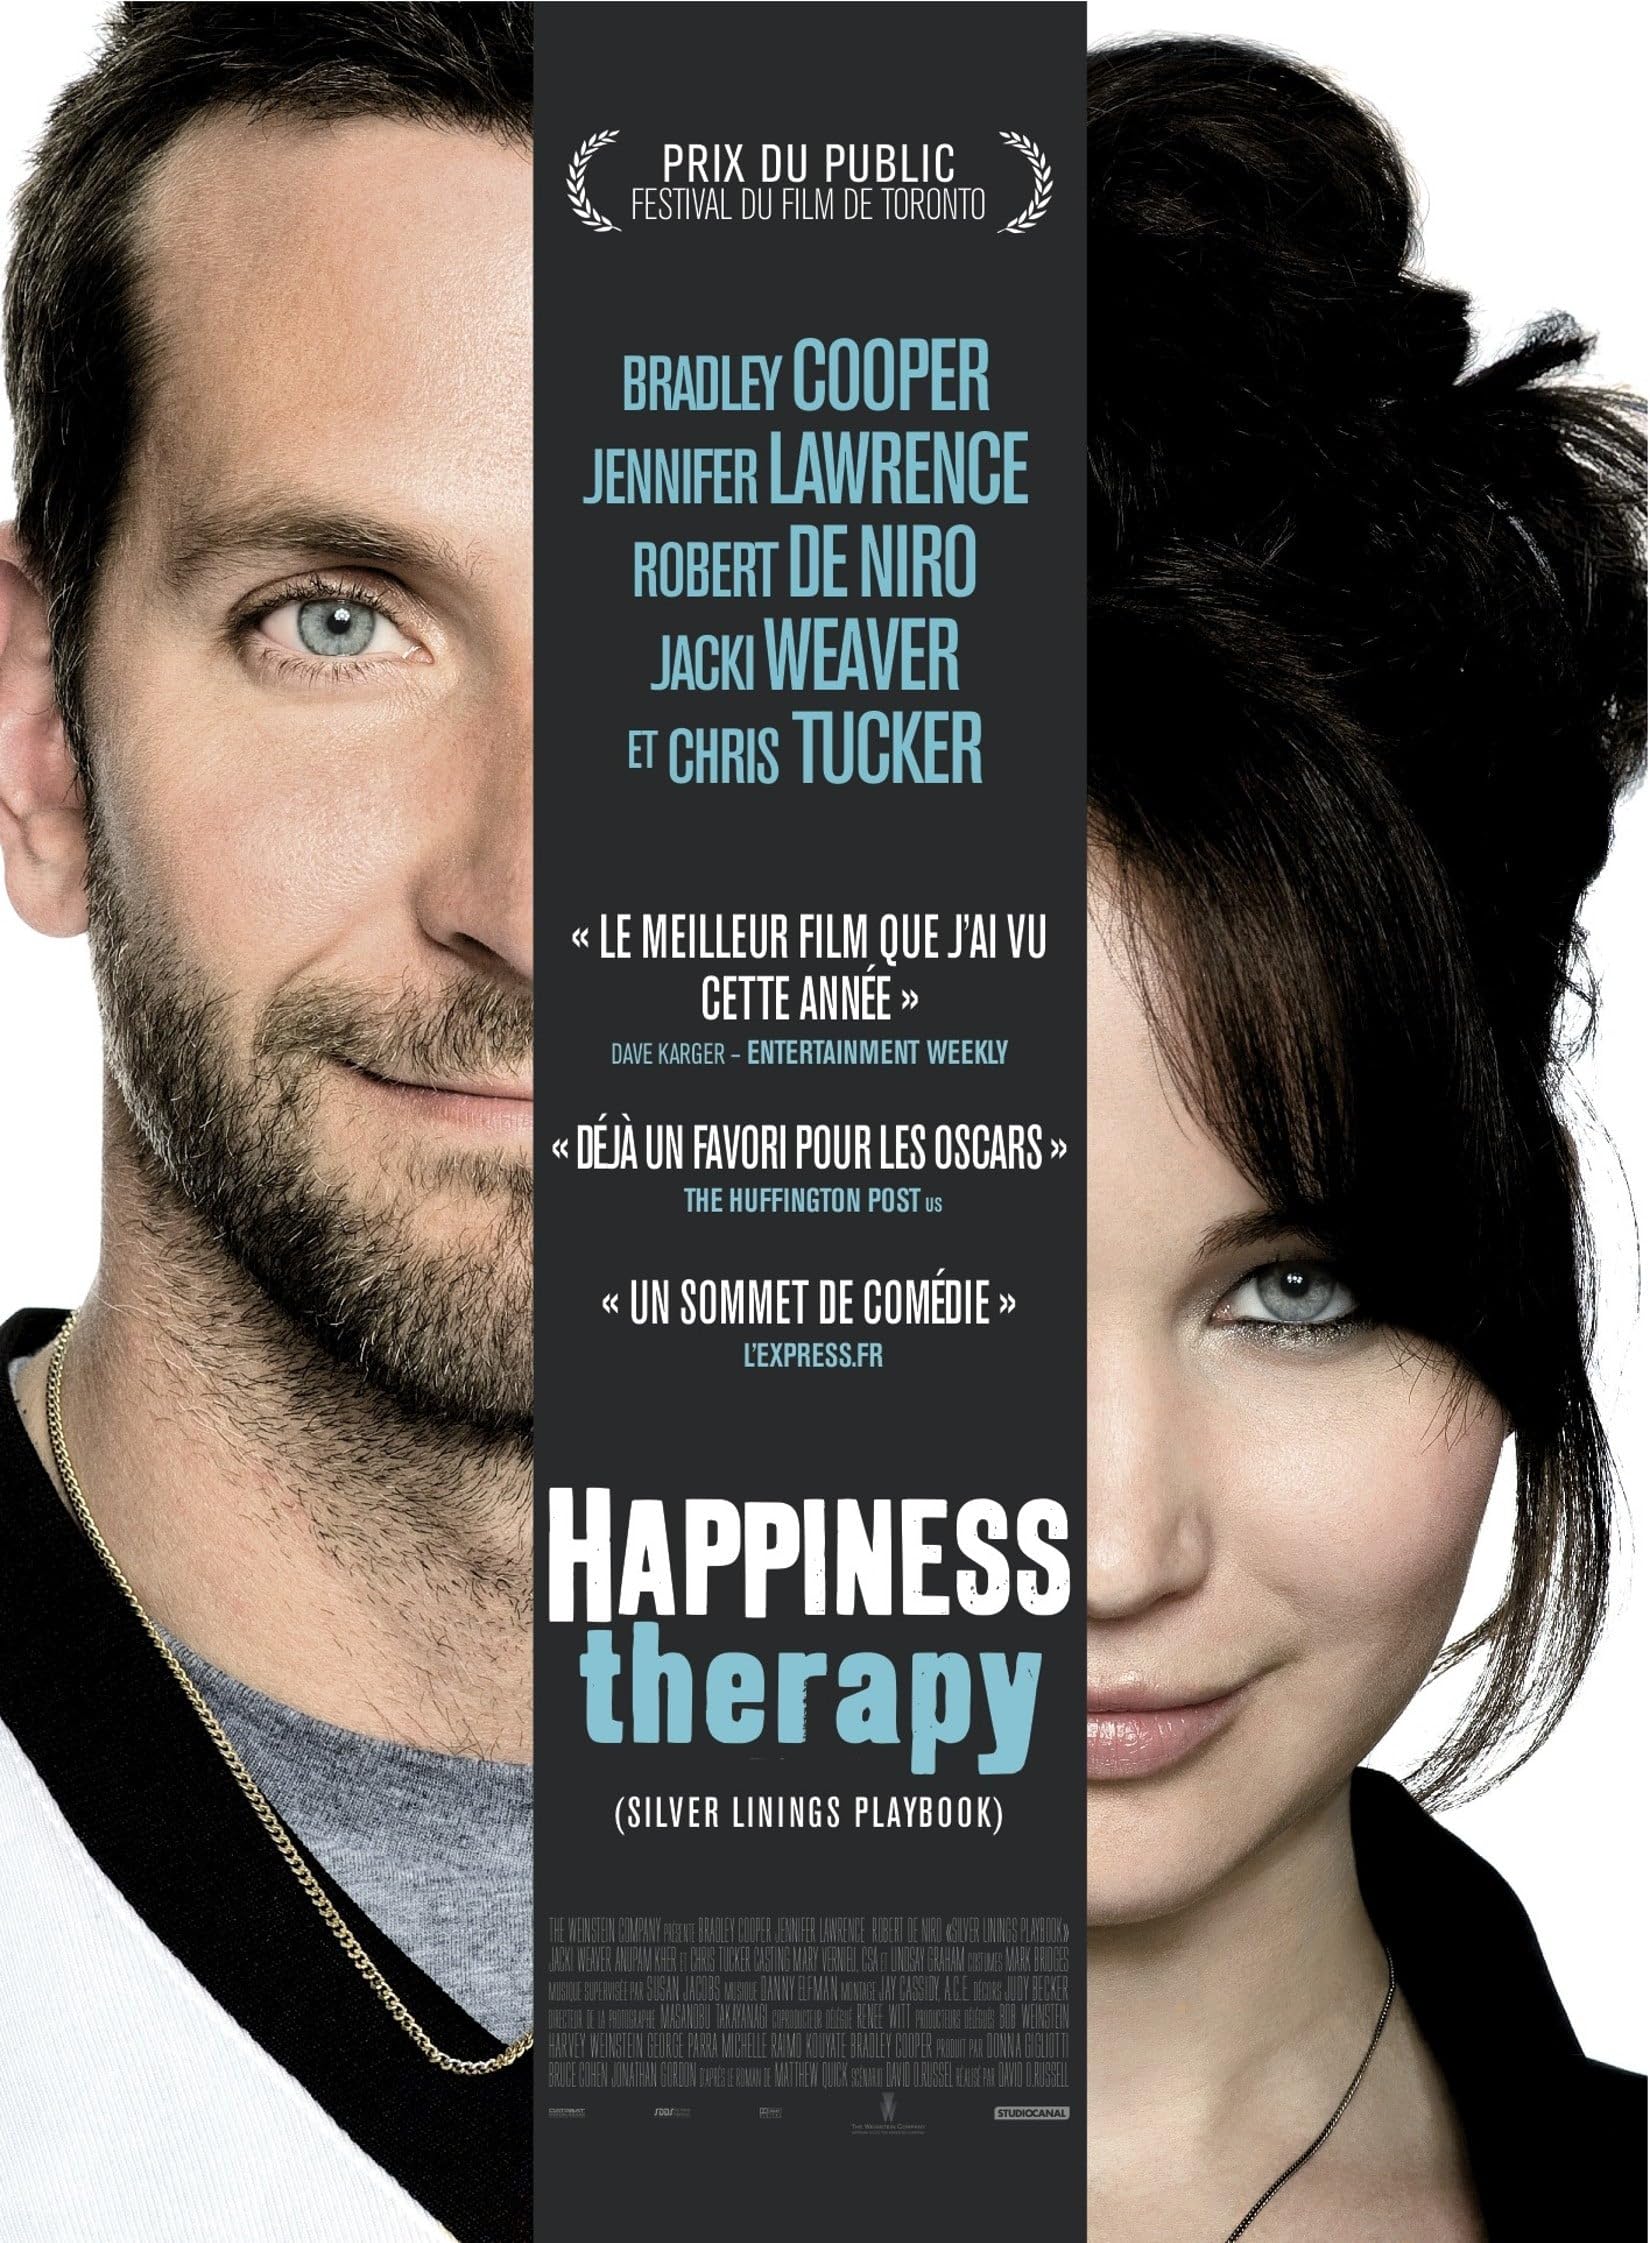 PRIX DU PUBLIC
FESTIVAL DU FILM DE TORONTO
BRADLEY COOPER
JENNIFER LAWRENCE
ROBERT DE NIRO
JACKI WEAVER
ET CHRIS TUCKER
« LE MEILLEUR FILM QUE J'AI VU
CETTE ANNÉE »
DAVE KARGER – ENTERTAINMENT WEEKLY
« DÉJÀ UN FAVORI POUR LES OSCARS »
THE HUFFINGTON POST US
« UN SOMMET DE COMÉDIE »
L'EXPRESS.FR
HAPPINESS
therapy
(SILVER LININGS PLAYBOOK)
THE WEINSTEIN COMPANY PRÉSENTE BRADLEY COOPER JENNIFER LAWRENCE ROBERT DE NIRO «SILVER LININGS PLAYBOOK»
JACKI WEAVER ANUPAM KHER ET CHRIS TUCKER CASTING MARY VERNIEU, CSA ET LINDSAY GRAHAM COSTUMES MARK BRIDGES
MUSIQUE SUPERVISÉE PAR SUSAN JACOBS MUSIQUE DANNY ELFMAN MONTAGE JAY CASSIDY, A.C.E. DÉCORS JUDY BECKER
DIRECTEUR DE LA PHOTOGRAPHIE MASANOBU TAKAYANAGI COPRODUCTEUR DÉLÉGUÉ RENEE WITT PRODUCTEURS DÉLÉGUÉS BOB WEINSTEIN
HARVEY WEINSTEIN GEORGE PARRA MICHELLE RAIMO KOUYATE BRADLEY COOPER PRODUIT PAR DONNA GIGLIOTTI
BRUCE COHEN JONATHAN GORDON D'APRÈS LE ROMAN DE MATTHEW QUICK SCÉNARIO DAVID O.RUSSEL RÉALISÉ PAR DAVID O.RUSSELL
THE WEINSTEIN COMPANY
STUDIOCANAL